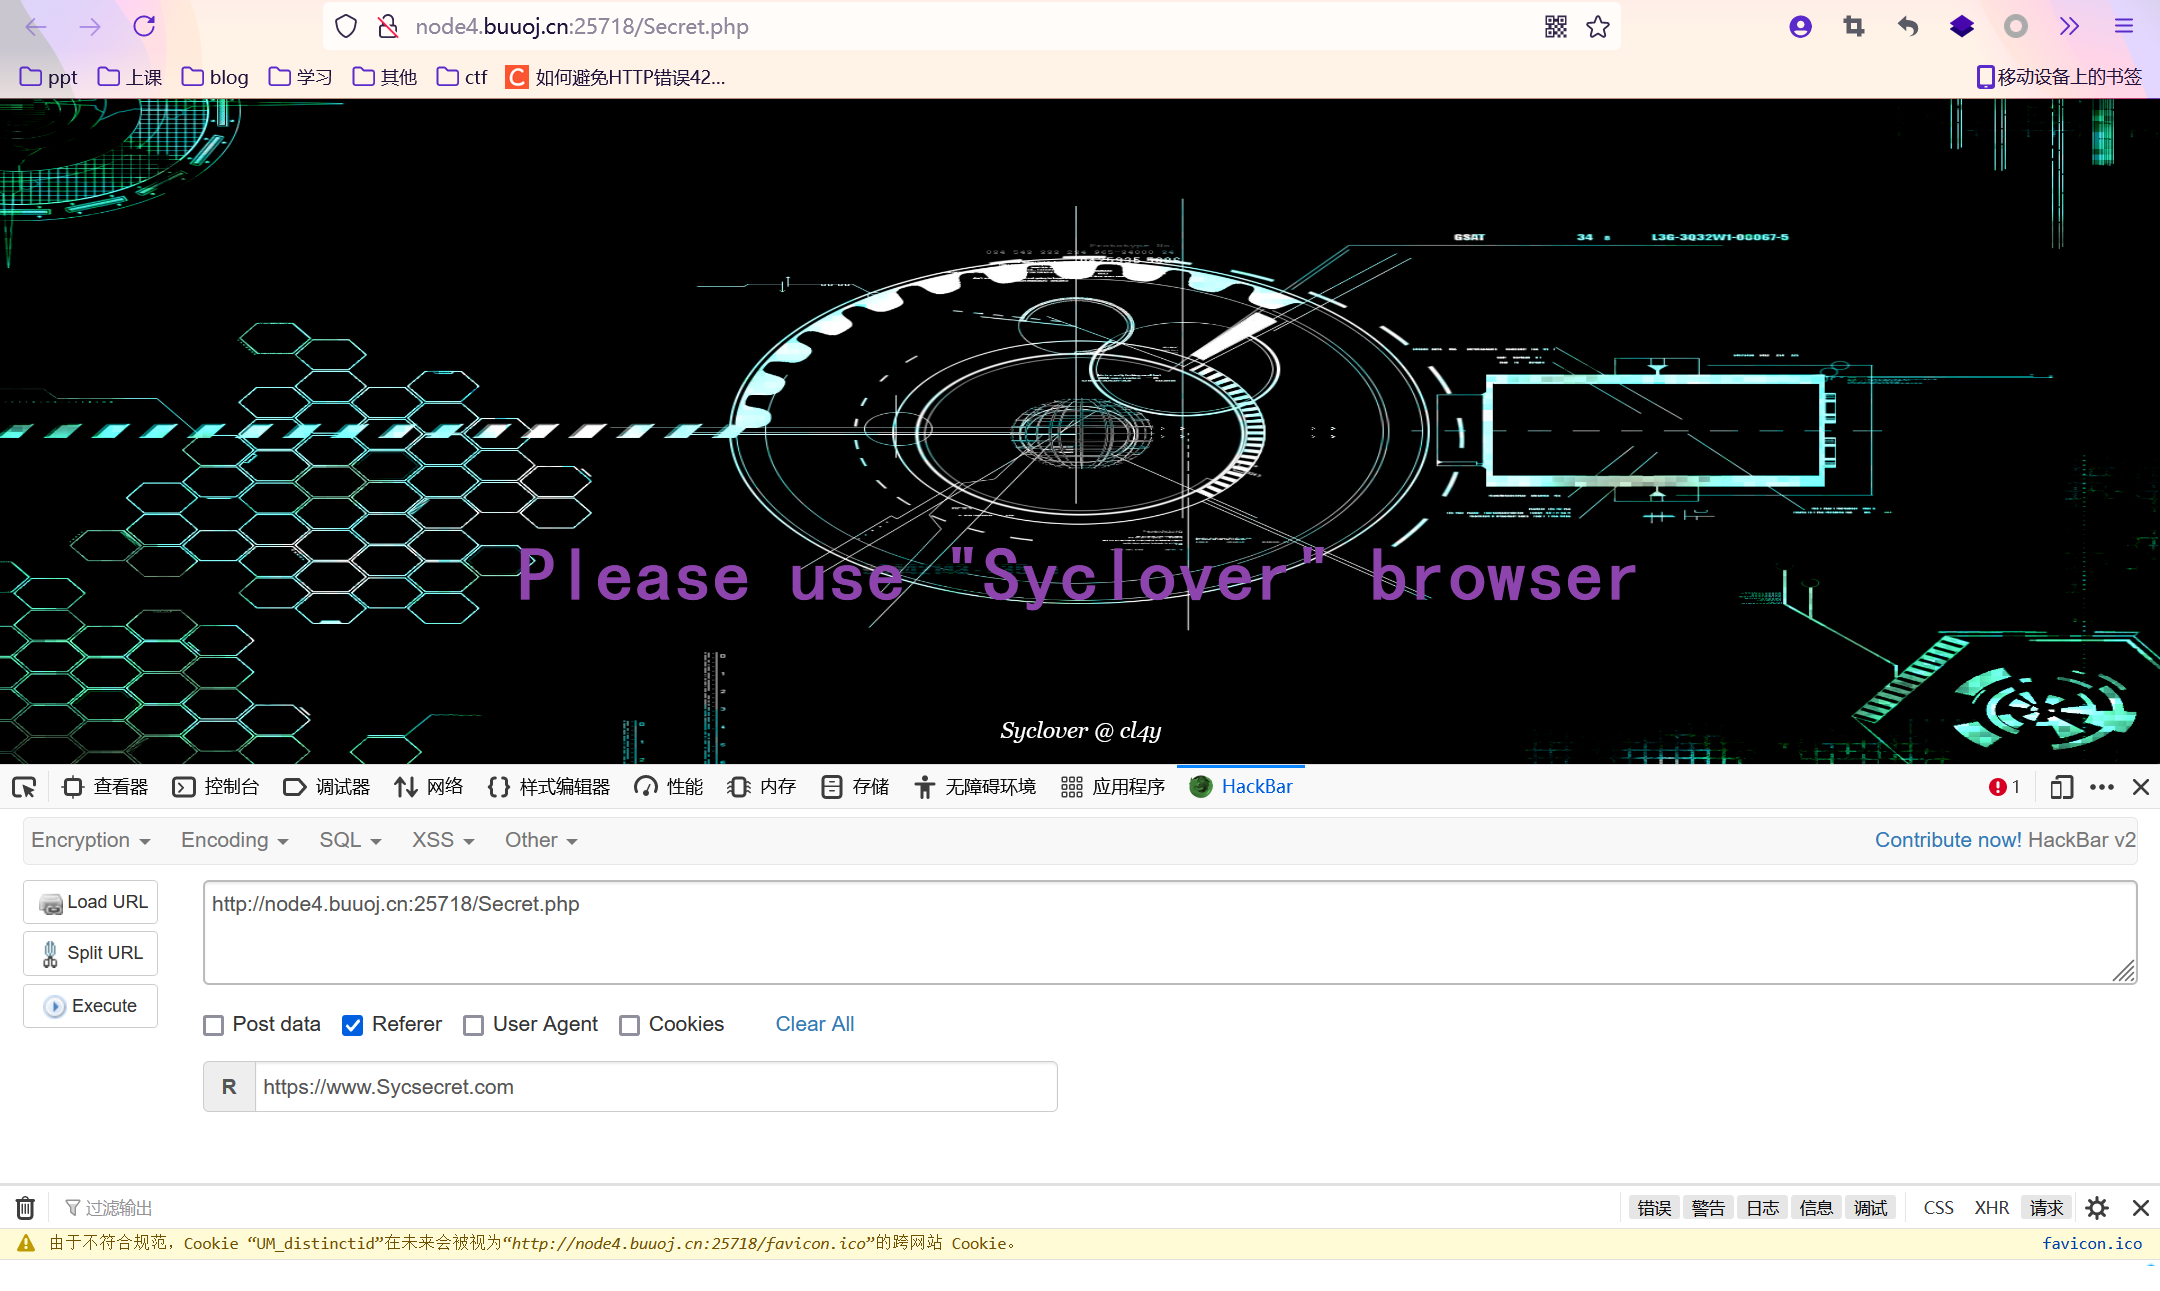 node4.buuoj.cn:25718/Secret.php
ppt 上课 blog 学习 其他 ctf 如何避免HTTP错误42... 移动设备上的书签
GSAT 34 s L3G-3Q32W1-00067-5
Please use "Syclover" browser
Syclover @ cl4y
查看器 控制台 调试器 网络 样式编辑器 性能 内存 存储 无障碍环境 应用程序 HackBar 1
Encryption Encoding SQL XSS Other Contribute now! HackBar v2
Load URL http://node4.buuoj.cn:25718/Secret.php
Split URL
Execute
Post data Referer User Agent Cookies Clear All
R https://www.Sycsecret.com
过滤输出 错误 警告 日志 信息 调试 CSS XHR 请求
由于不符合规范，Cookie “UM_distinctid”在未来会被视为“http://node4.buuoj.cn:25718/favicon.ico”的跨网站 Cookie。 favicon.ico